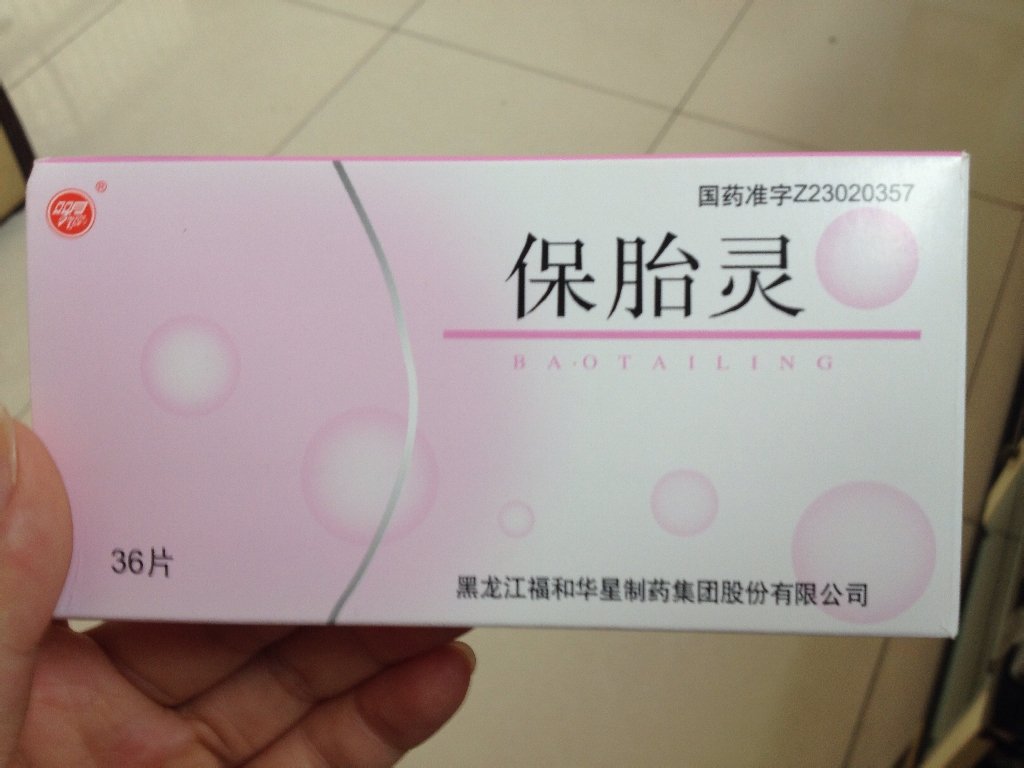 国药准字Z23020357
保胎灵
BAOTAILING
36片
黑龙江福和华星制药集团股份有限公司